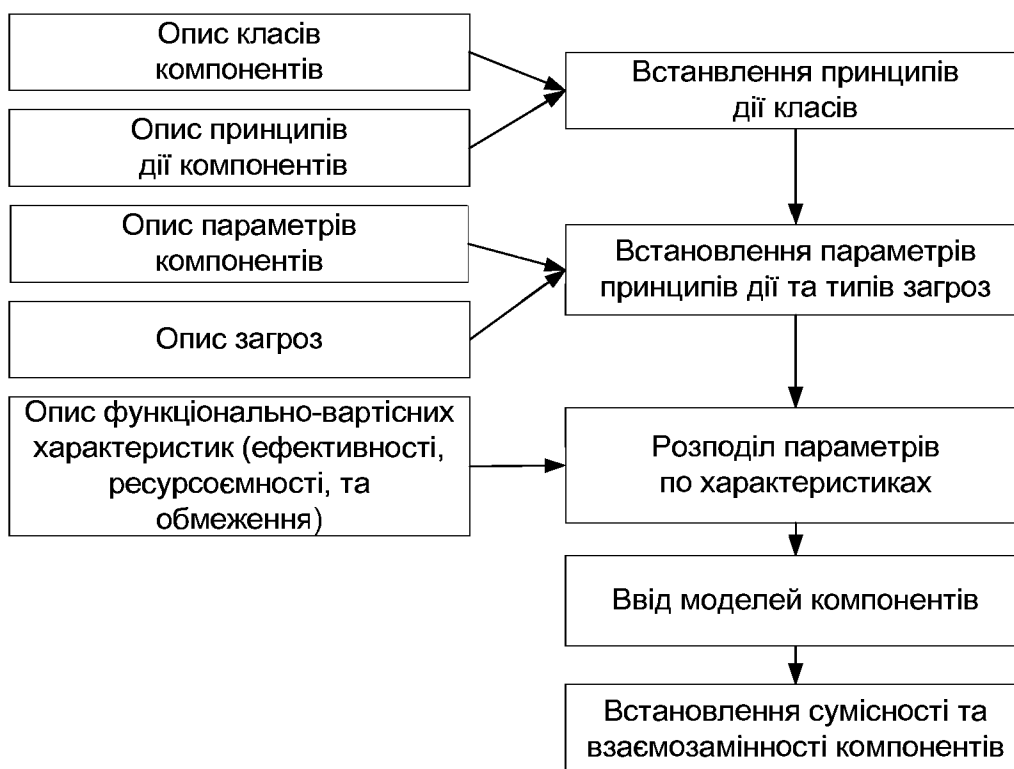 Опис класів
компонентів
Опис принципів
дії компонентів
Опис параметрів
компонентів
Опис загроз
Опис функціонально-вартісних
характеристик (ефективності,
ресурсоємності, та
обмеження)
Встанвлення принципів
дії класів
Встановлення параметрів
принципів дії та типів загроз
Розподіл параметрів
по характеристиках
Ввід моделей компонентів
Встановлення сумісності та
взаємозамінності компонентів